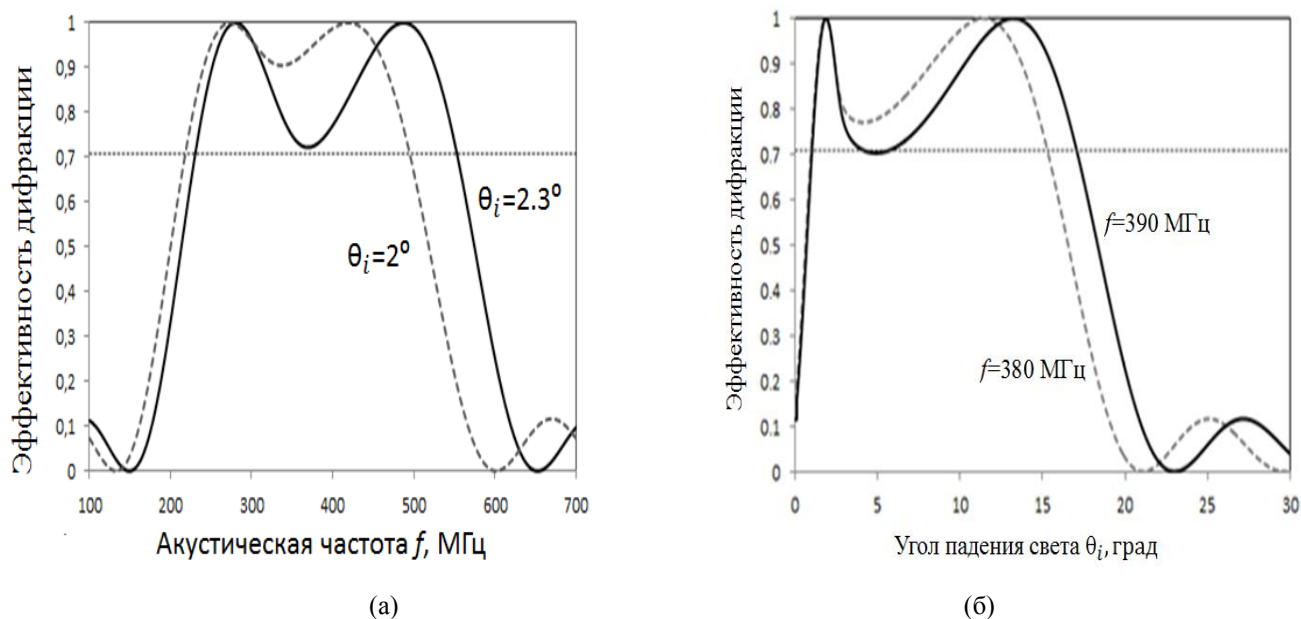 Эффективность дифракции
1
0,9
0,8
0,7
0,6
0,5
0,4
0,3
0,2
0,1
0
θi=2.3º
θi=2º
100 200 300 400 500 600 700
Акустическая частота f, МГц
(а)
Эффективность дифракции
1
0.9
0.8
0.7
0.6
0.5
0.4
0.3
0.2
0.1
0
f=390 МГц
f=380 МГц
0 5 10 15 20 25 30
Угол падения света θi, град
(б)